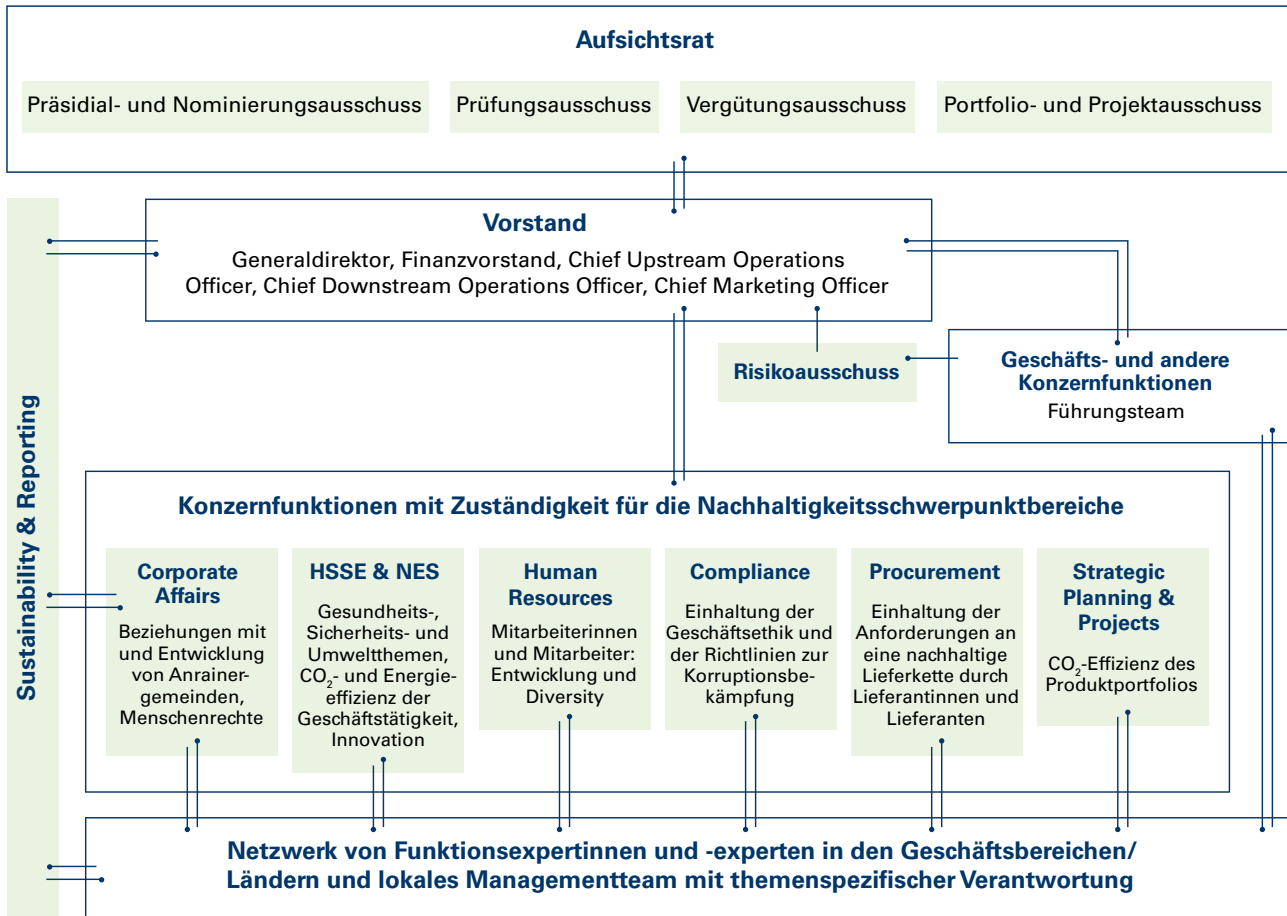 Aufsichtsrat
Präsidial- und Nominierungsausschuss
Prüfungsausschuss
Vergütungsausschuss
Portfolio- und Projektausschuss
Sustainability & Reporting
Vorstand
Generaldirektor, Finanzvorstand, Chief Upstream Operations
Officer, Chief Downstream Operations Officer, Chief Marketing Officer
Risikoausschuss
Geschäfts- und andere
Konzernfunktionen
Führungsteam
Konzernfunktionen mit Zuständigkeit für die Nachhaltigkeitsschwerpunktbereiche
Corporate
Affairs
Beziehungen mit
und Entwicklung
von Anrainer-
gemeinden,
Menschenrechte
HSSE & NES
Gesundheits-,
Sicherheits- und
Umweltthemen,
CO₂- und Energie-
effizienz der
Geschäftstätigkeit,
Innovation
Human
Resources
Mitarbeiterinnen
und Mitarbeiter:
Entwicklung und
Diversity
Compliance
Einhaltung der
Geschäftsethik und
der Richtlinien zur
Korruptionsbe-
kämpfung
Procurement
Einhaltung der
Anforderungen an
eine nachhaltige
Lieferkette durch
Lieferantinnen und
Lieferanten
Strategic
Planning &
Projects
CO₂-Effizienz des
Produktportfolios
Netzwerk von Funktionsexpertinnen und -experten in den Geschäftsbereichen/
Ländern und lokales Managementteam mit themenspezifischer Verantwortung